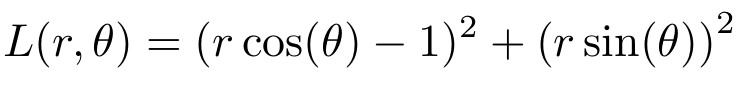 L(r, θ) = (r cos(θ) − 1)² + (r sin(θ))²